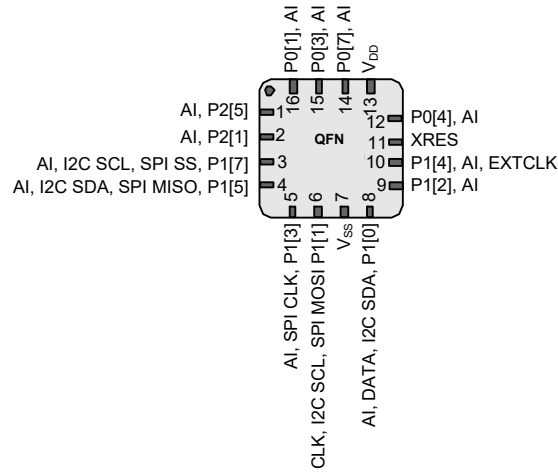 P0[1], AI
P0[3], AI
P0[7], AI
VDD
16
15
14
13
AI, P2[5]
1
AI, P2[1]
2
AI, I2C SCL, SPI SS, P1[7]
3
AI, I2C SDA, SPI MISO, P1[5]
4
QFN
12
P0[4], AI
11
XRES
10
P1[4], AI, EXTCLK
9
P1[2], AI
5
6
7
8
AI, SPI CLK, P1[3]
CLK, I2C SCL, SPI MOSI P1[1]
VSS
AI, DATA, I2C SDA, P1[0]